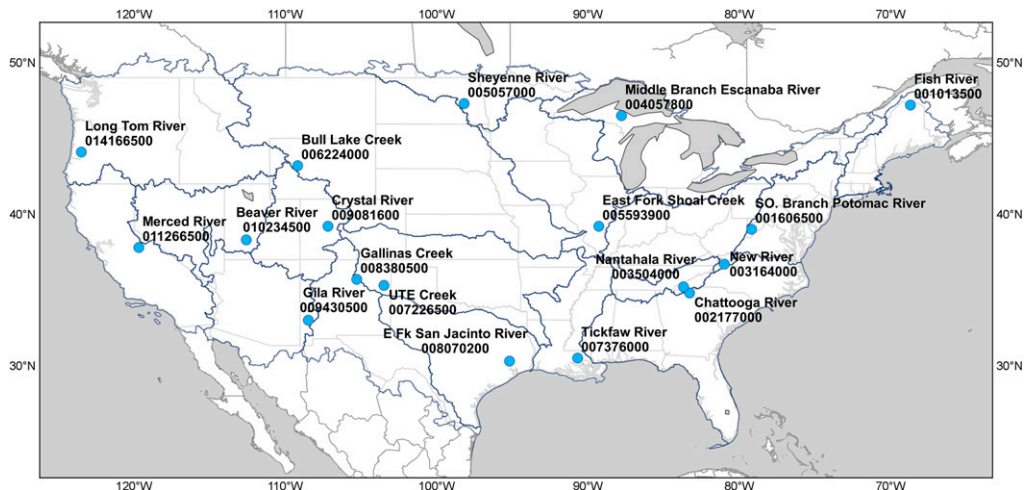 120°W 110°W 100°W 90°W 80°W 70°W
50°N
50°N
Sheyenne River
005057000
Middle Branch Escanaba River
004057800
Fish River
001013500
Long Tom River
014166500
Bull Lake Creek
006224000
Crystal River
009081600
East Fork Shoal Creek
005593900
SO. Branch Potomac River
001606500
40°N
40°N
Merced River
011266500
Beaver River
010234500
Gallinas Creek
008380500
Nantahala River
003504000
New River
003164000
Gila River
009430500
UTE Creek
007226500
Chattooga River
002177000
E Fk San Jacinto River
008070200
Tickfaw River
007376000
30°N
30°N
120°W 110°W 100°W 90°W 80°W 70°W